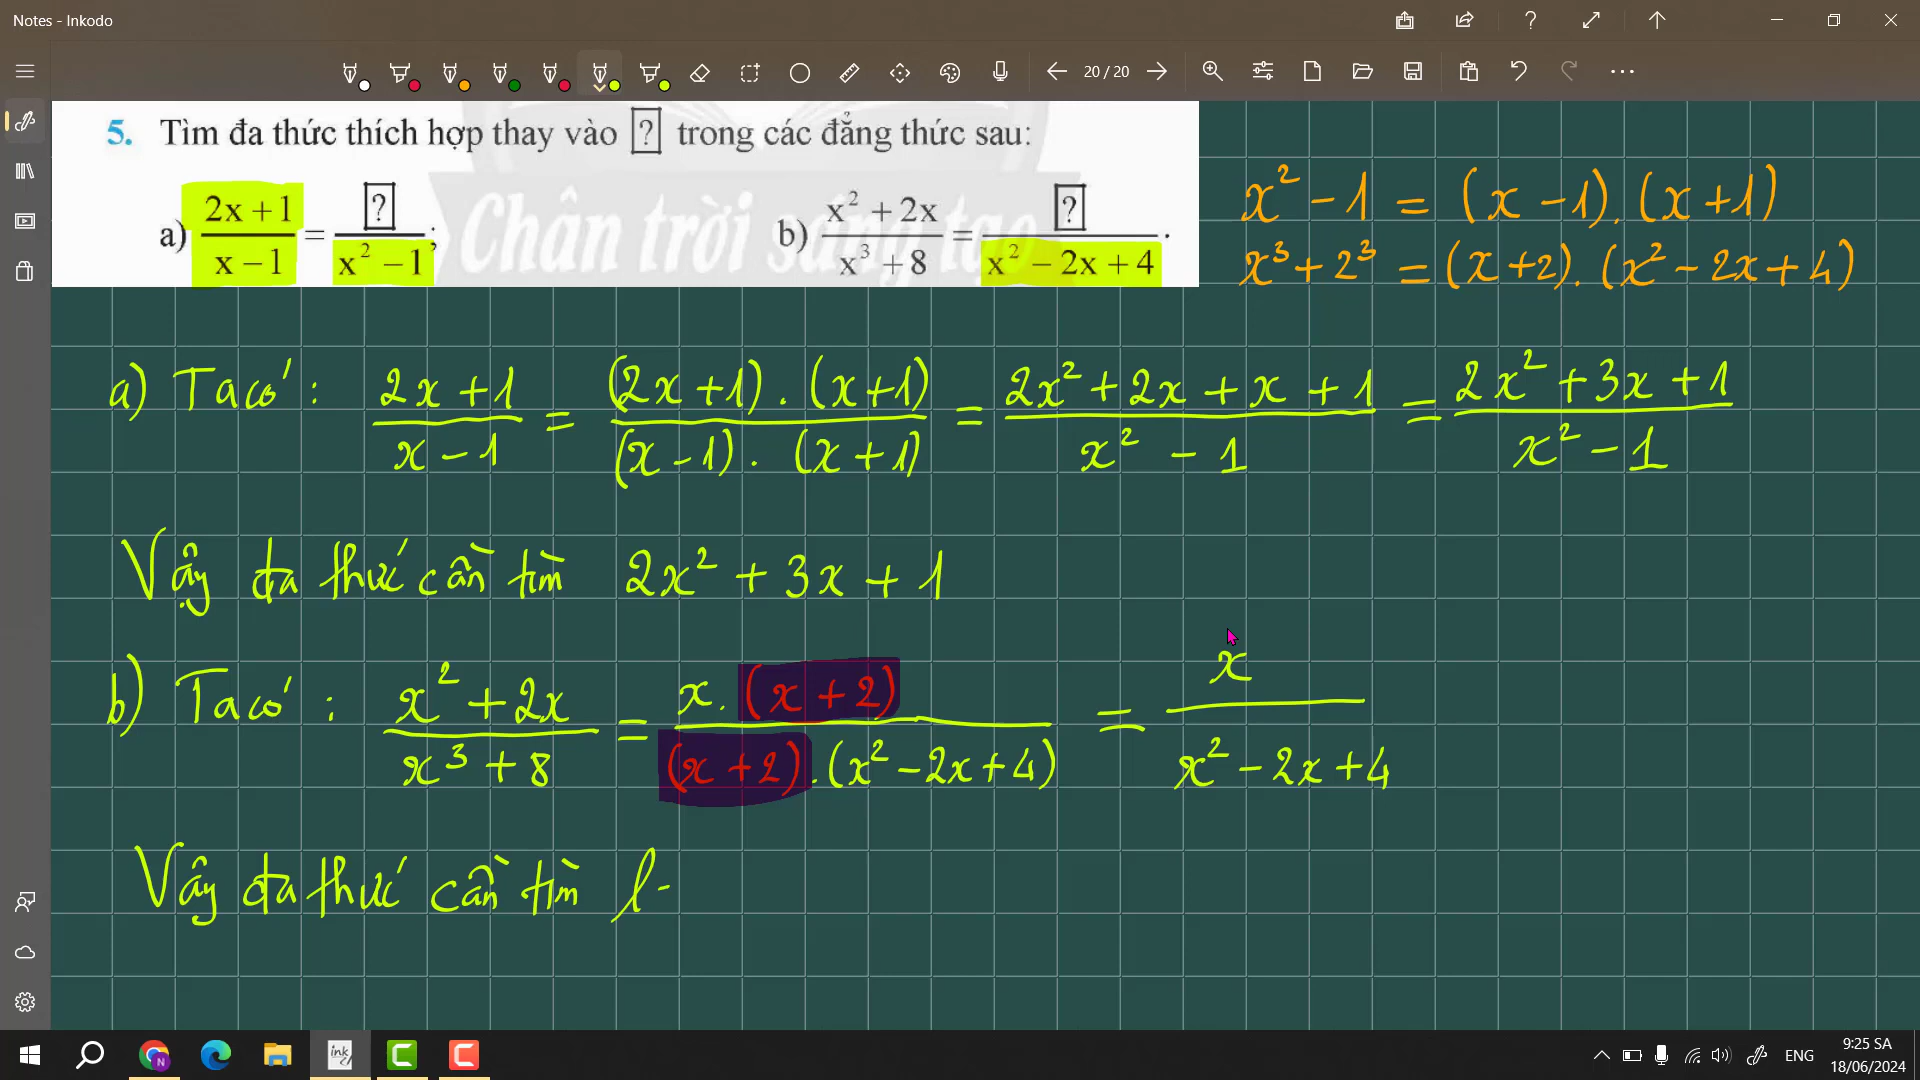 Notes - Inkodo
20 / 20
5. Tìm đa thức thích hợp thay vào [?] trong các đẳng thức sau:
a) (2x + 1)/(x − 1) = [?]/(x² − 1);
b) (x² + 2x)/(x³ + 8) = [?]/(x² − 2x + 4).
Chân trời sáng tạo
x² − 1 = (x − 1).(x + 1)
x³ + 2³ = (x + 2).(x² − 2x + 4)
a) Ta có: (2x + 1)/(x − 1) = ((2x + 1).(x + 1))/((x − 1).(x + 1)) = (2x² + 2x + x + 1)/(x² − 1) = (2x² + 3x + 1)/(x² − 1)
Vậy đa thức cần tìm 2x² + 3x + 1
b) Ta có: (x² + 2x)/(x³ + 8) = (x.(x + 2))/((x + 2).(x² − 2x + 4)) = x/(x² − 2x + 4)
Vậy đa thức cần tìm l
ink
ENG
9:25 SA
18/06/2024